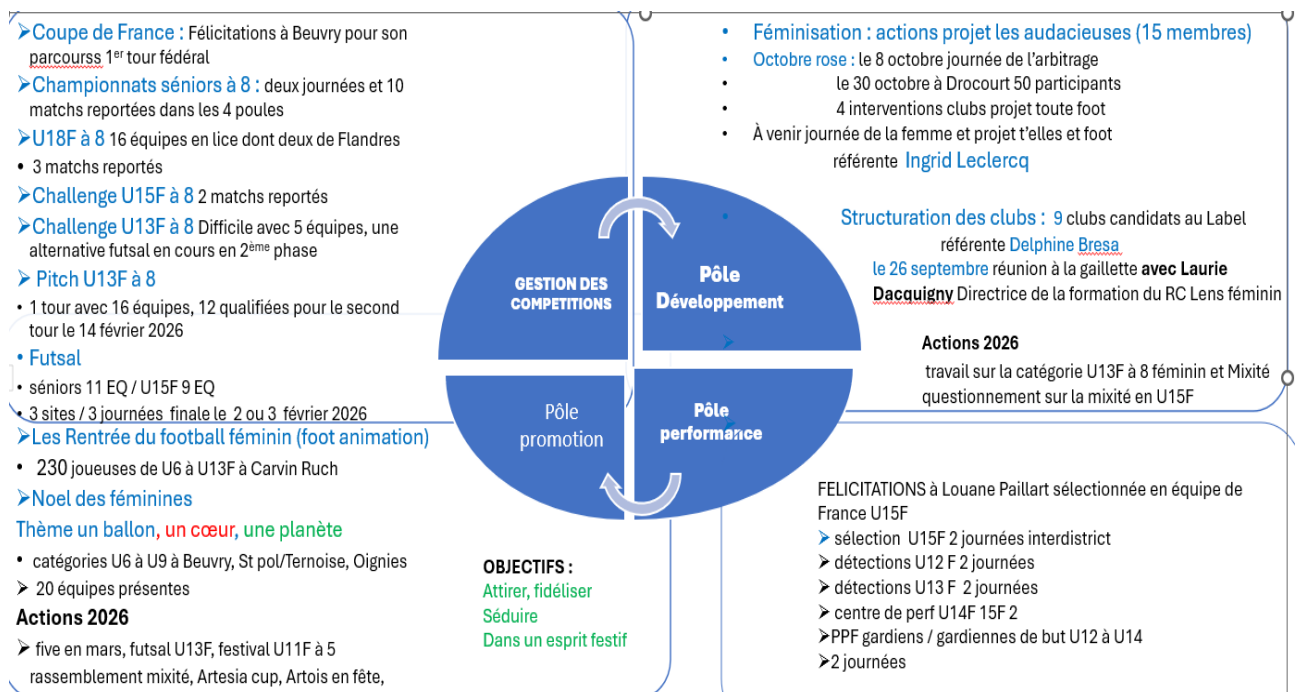 ➤Coupe de France : Félicitations à Beuvry pour son
parcourss 1er tour fédéral
➤Championnats séniors à 8 : deux journées et 10
matchs reportées dans les 4 poules
➤U18F à 8 16 équipes en lice dont deux de Flandres
• 3 matchs reportés
➤Challenge U15F à 8 2 matchs reportés
➤Challenge U13F à 8 Difficile avec 5 équipes, une
alternative futsal en cours en 2ème phase
➤ Pitch U13F à 8
• 1 tour avec 16 équipes, 12 qualifiées pour le second
tour le 14 février 2026
• Futsal
• séniors 11 EQ / U15F 9 EQ
• 3 sites / 3 journées finale le 2 ou 3 février 2026
➤Les Rentrée du football féminin (foot animation)
• 230 joueuses de U6 à U13F à Carvin Ruch
➤Noel des féminines
Thème un ballon, un cœur, une planète
• catégories U6 à U9 à Beuvry, St pol/Ternoise, Oignies
➤ 20 équipes présentes
Actions 2026
➤ five en mars, futsal U13F, festival U11F à 5
rassemblement mixité, Artesia cup, Artois en fête,
GESTION DES
COMPETITIONS
Pôle
Développement
Pôle
promotion
Pôle
performance
OBJECTIFS :
Attirer, fidéliser
Séduire
Dans un esprit festif
• Féminisation : actions projet les audacieuses (15 membres)
• Octobre rose : le 8 octobre journée de l'arbitrage
• le 30 octobre à Drocourt 50 participants
• 4 interventions clubs projet toute foot
• À venir journée de la femme et projet t'elles et foot
référente Ingrid Leclercq
• Structuration des clubs : 9 clubs candidats au Label
référente Delphine Bresa
le 26 septembre réunion à la gaillette avec Laurie
Dacquigny Directrice de la formation du RC Lens féminin
Actions 2026
travail sur la catégorie U13F à 8 féminin et Mixité
questionnement sur la mixité en U15F
FELICITATIONS à Louane Paillart sélectionnée en équipe de
France U15F
➤ sélection U15F 2 journées interdistrict
➤ détections U12 F 2 journées
➤ détections U13 F 2 journées
➤ centre de perf U14F 15F 2
➤PPF gardiens / gardiennes de but U12 à U14
➤2 journées